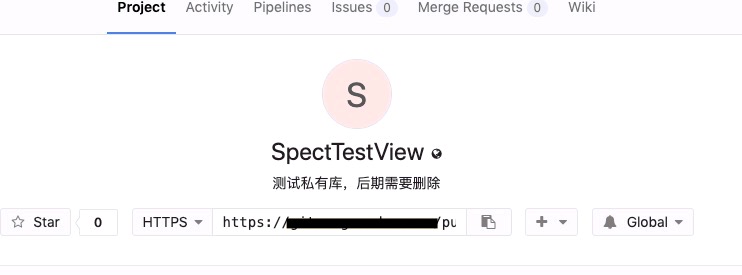 Project Activity Pipelines Issues 0 Merge Requests 0 Wiki
S
SpectTestView
测试私有库，后期需要删除
Star 0 HTTPS https:// /pu Global